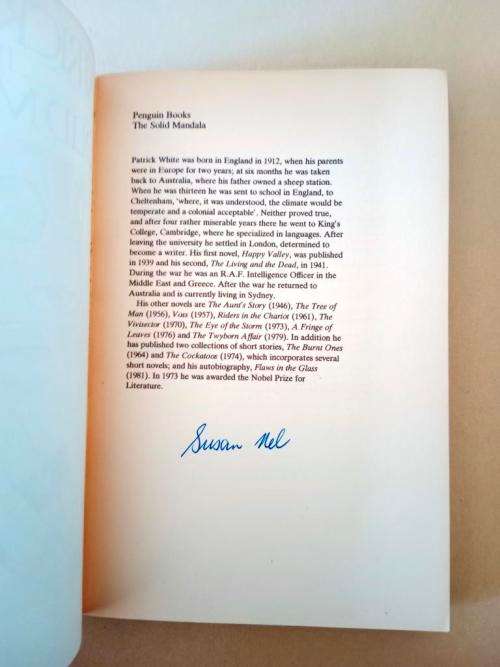 Penguin Books
The Solid Mandala
Patrick White was born in England in 1912, when his parents
were in Europe for two years; at six months he was taken
back to Australia, where his father owned a sheep station.
When he was thirteen he was sent to school in England, to
Cheltenham, 'where, it was understood, the climate would be
temperate and a colonial acceptable'. Neither proved true,
and after four rather miserable years there he went to King's
College, Cambridge, where he specialized in languages. After
leaving the university he settled in London, determined to
become a writer. His first novel, Happy Valley, was published
in 1939 and his second, The Living and the Dead, in 1941.
During the war he was an R.A.F. Intelligence Officer in the
Middle East and Greece. After the war he returned to
Australia and is currently living in Sydney.
His other novels are The Aunt's Story (1946), The Tree of
Man (1956), Voss (1957), Riders in the Chariot (1961), The
Vivisector (1970), The Eye of the Storm (1973), A Fringe of
Leaves (1976) and The Twyborn Affair (1979). In addition he
has published two collections of short stories, The Burnt Ones
(1964) and The Cockatoos (1974), which incorporates several
short novels; and his autobiography, Flaws in the Glass
(1981). In 1973 he was awarded the Nobel Prize for
Literature.
Susan Nel